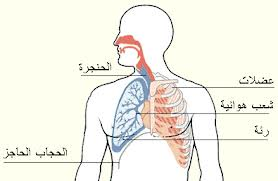 الحنجرة
عضلات
شعب هوائية
رئة
الحجاب الحاجز